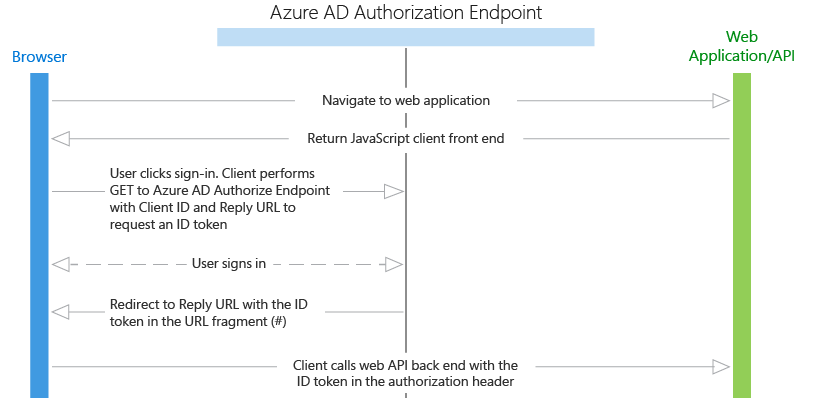 Azure AD Authorization Endpoint
Browser
Web
Application/API
Navigate to web application
Return JavaScript client front end
User clicks sign-in. Client performs
GET to Azure AD Authorize Endpoint
with Client ID and Reply URL to
request an ID token
User signs in
Redirect to Reply URL with the ID
token in the URL fragment (#)
Client calls web API back end with the
ID token in the authorization header